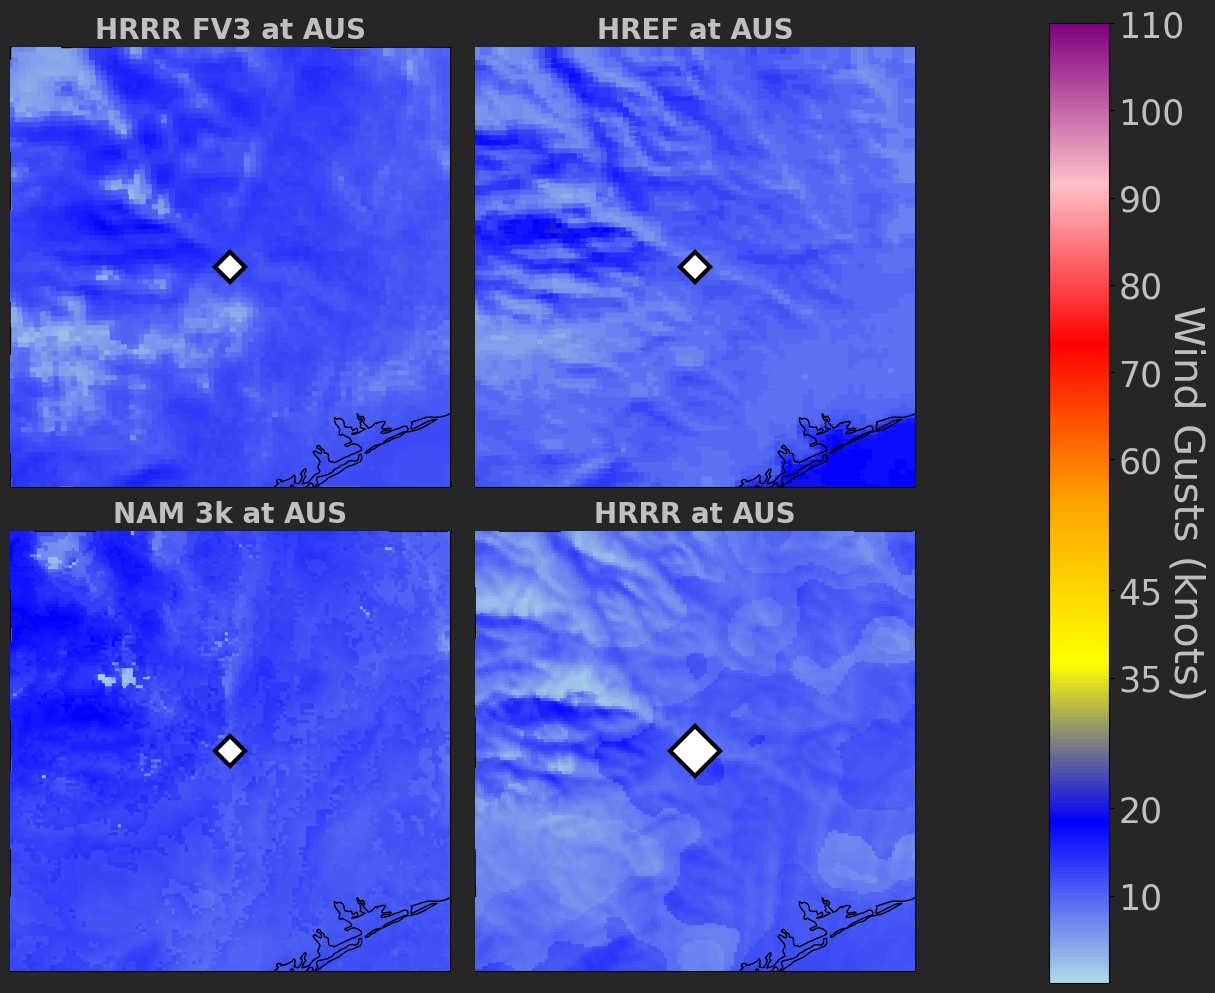 HRRR FV3 at AUS
HREF at AUS
NAM 3k at AUS
HRRR at AUS
110
100
90
80
70
60
45
35
20
10
Wind Gusts (knots)